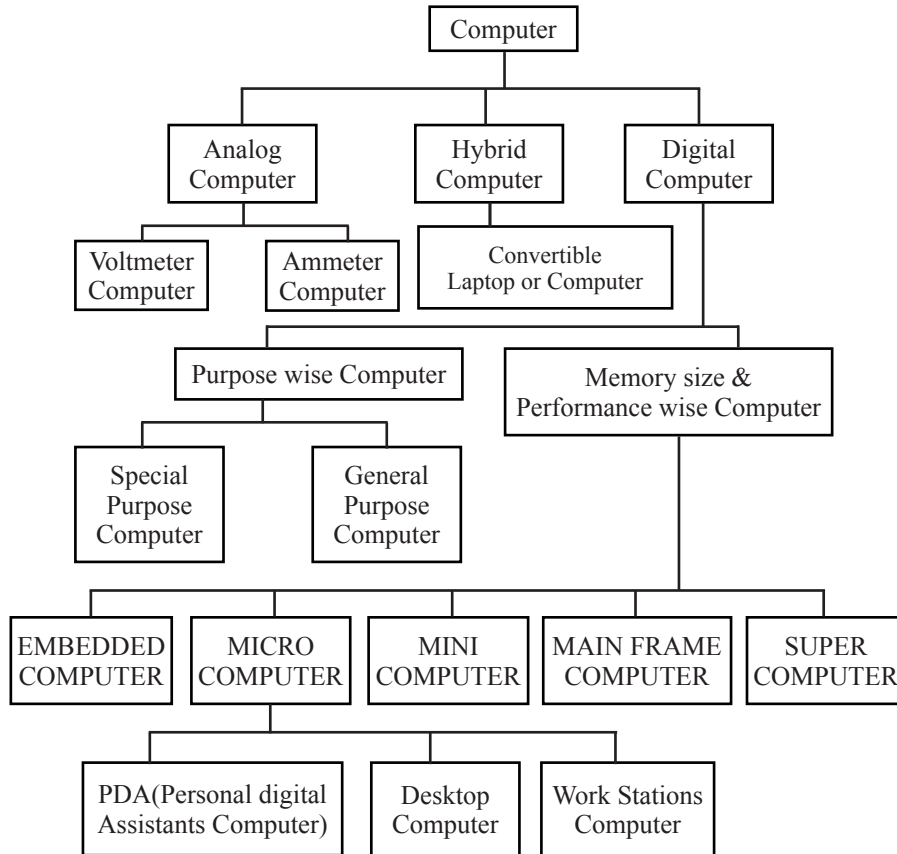 Computer
Analog
Computer
Hybrid
Computer
Digital
Computer
Voltmeter
Computer
Ammeter
Computer
Convertible
Laptop or Computer
Purpose wise Computer
Memory size &
Performance wise Computer
Special
Purpose
Computer
General
Purpose
Computer
EMBEDDED
COMPUTER
MICRO
COMPUTER
MINI
COMPUTER
MAIN FRAME
COMPUTER
SUPER
COMPUTER
PDA(Personal digital
Assistants Computer)
Desktop
Computer
Work Stations
Computer